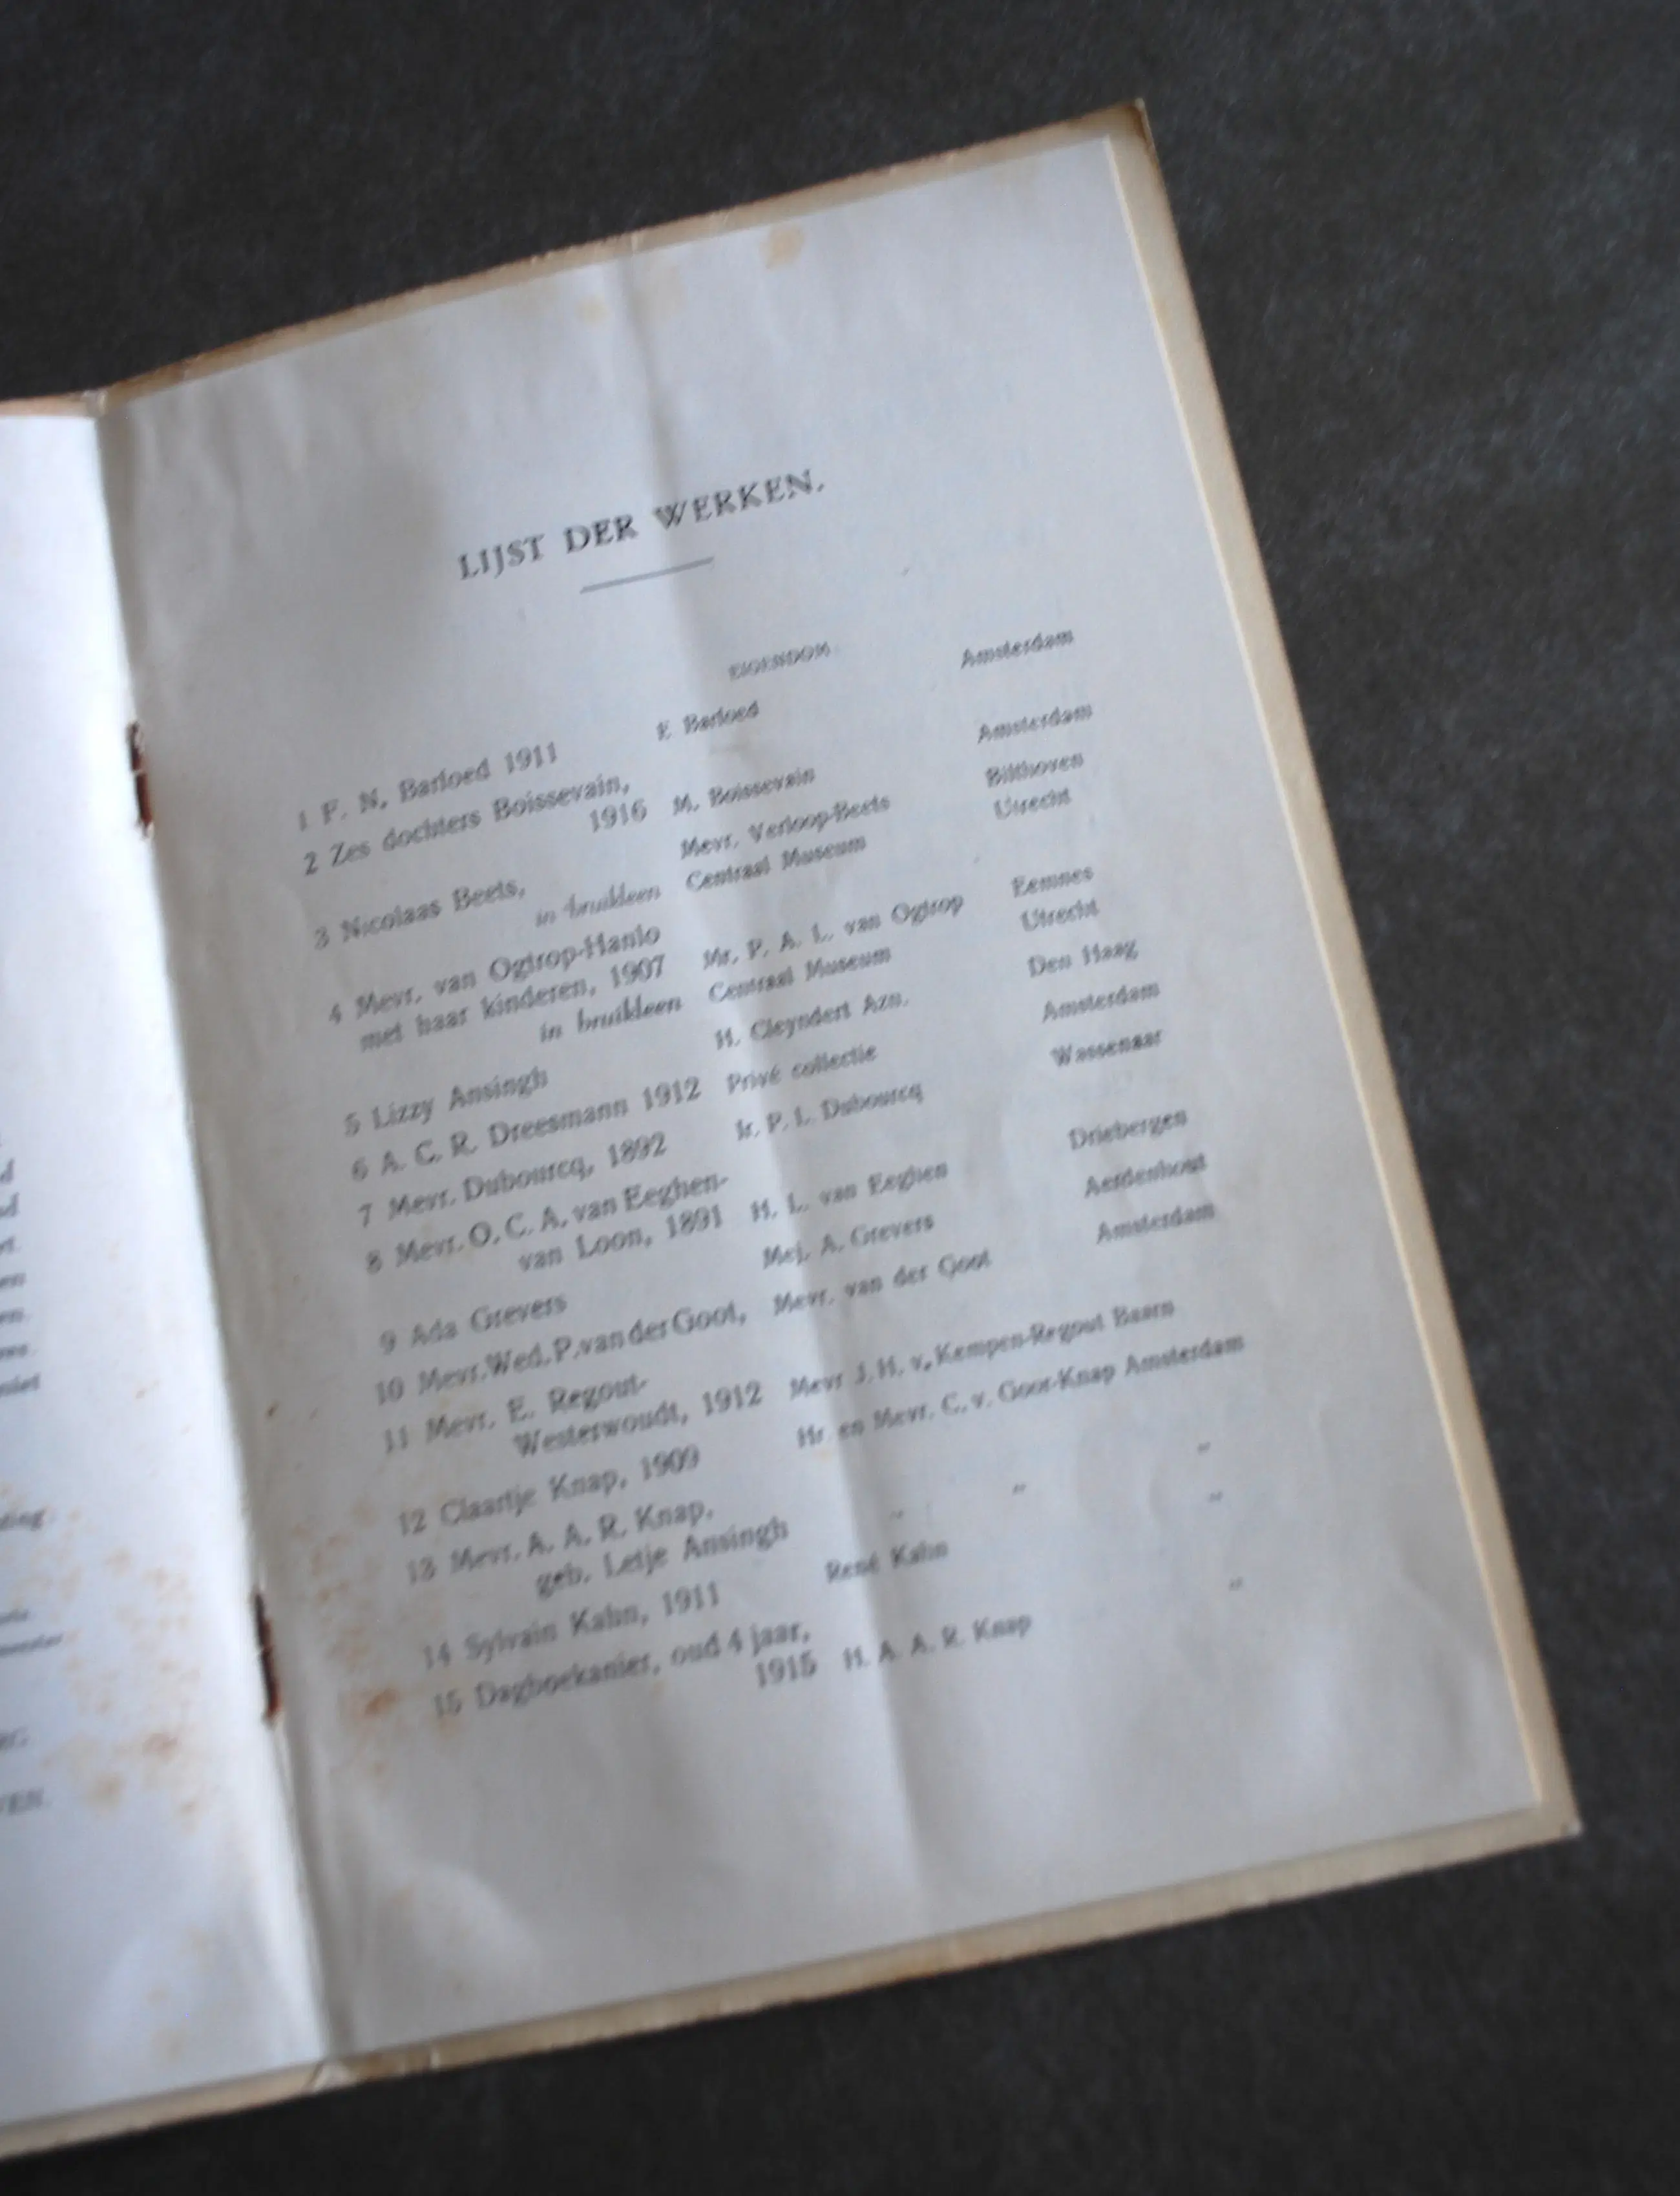 LIJST DER WERKEN.
EIGENDOM
1 F. N. Barloed 1911 F. Barloed Amsterdam
2 Zes dochters Boissevain,
1916 M. Boissevain Amsterdam
3 Nicolaas Beets, Mevr. Verloop-Beets Bilthoven
in bruikleen Centraal Museum Utrecht
4 Mevr. van Ogtrop-Hanlo
met haar kinderen, 1907 Mr. P. A. L. van Ogtrop Eemnes
in bruikleen Centraal Museum Utrecht
5 Lizzy Ansingh H. Cleyndert Azn. Den Haag
6 A. C. R. Dreesmann 1912 Privé collectie Amsterdam
7 Mevr. Dubourcq, 1892 Ir. P. L. Dubourcq Wassenaar
8 Mevr. O. C. A. van Eeghen-
van Loon, 1891 H. L. van Eeghen Driebergen
9 Ada Grevers Mej. A. Grevers Aerdenhout
10 Mevr. Wed. P. van der Goot, Mevr. van der Goot Amsterdam
11 Mevr. E. Regout-
Westerwoudt, 1912 Mevr J. H. v. Kempen-Regout Baarn
12 Claartje Knap, 1909 Hr. en Mevr. C. v. Goor-Knap Amsterdam
13 Mevr. A. A. R. Knap,
geb. Letje Ansingh " " "
14 Sylvain Kahn, 1911 René Kahn "
15 Dagboekanier, oud 4 jaar,
1915 H. A. A. R. Knap "